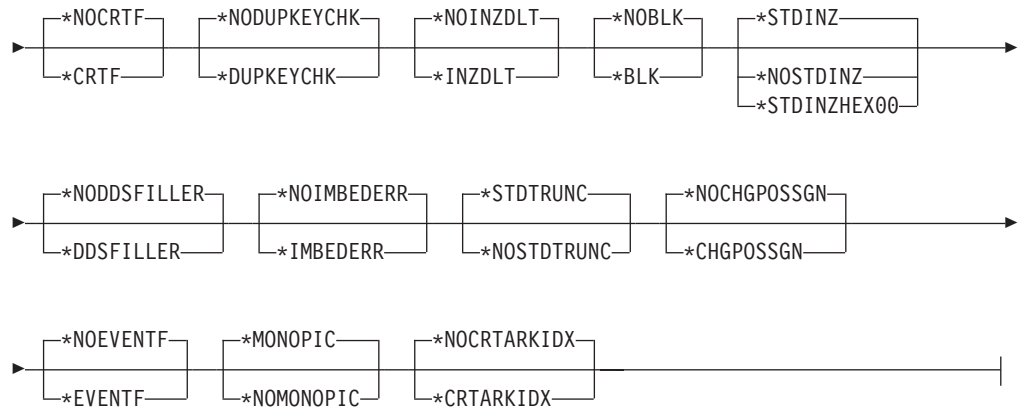 *NOCRTF *NODUPKEYCHK *NOINZDLT *NOBLK *STDINZ
*CRTF *DUPKEYCHK *INZDLT *BLK *NOSTDINZ
*STDINZHEX00
*NODDSFILLER *NOIMBEDERR *STDTRUNC *NOCHGPOSSGN
*DDSFILLER *IMBEDERR *NOSTDTRUNC *CHGPOSSGN
*NOEVENTF *MONOPIC *NOCRTARKIDX
*EVENTF *NOMONOPIC *CRTARKIDX